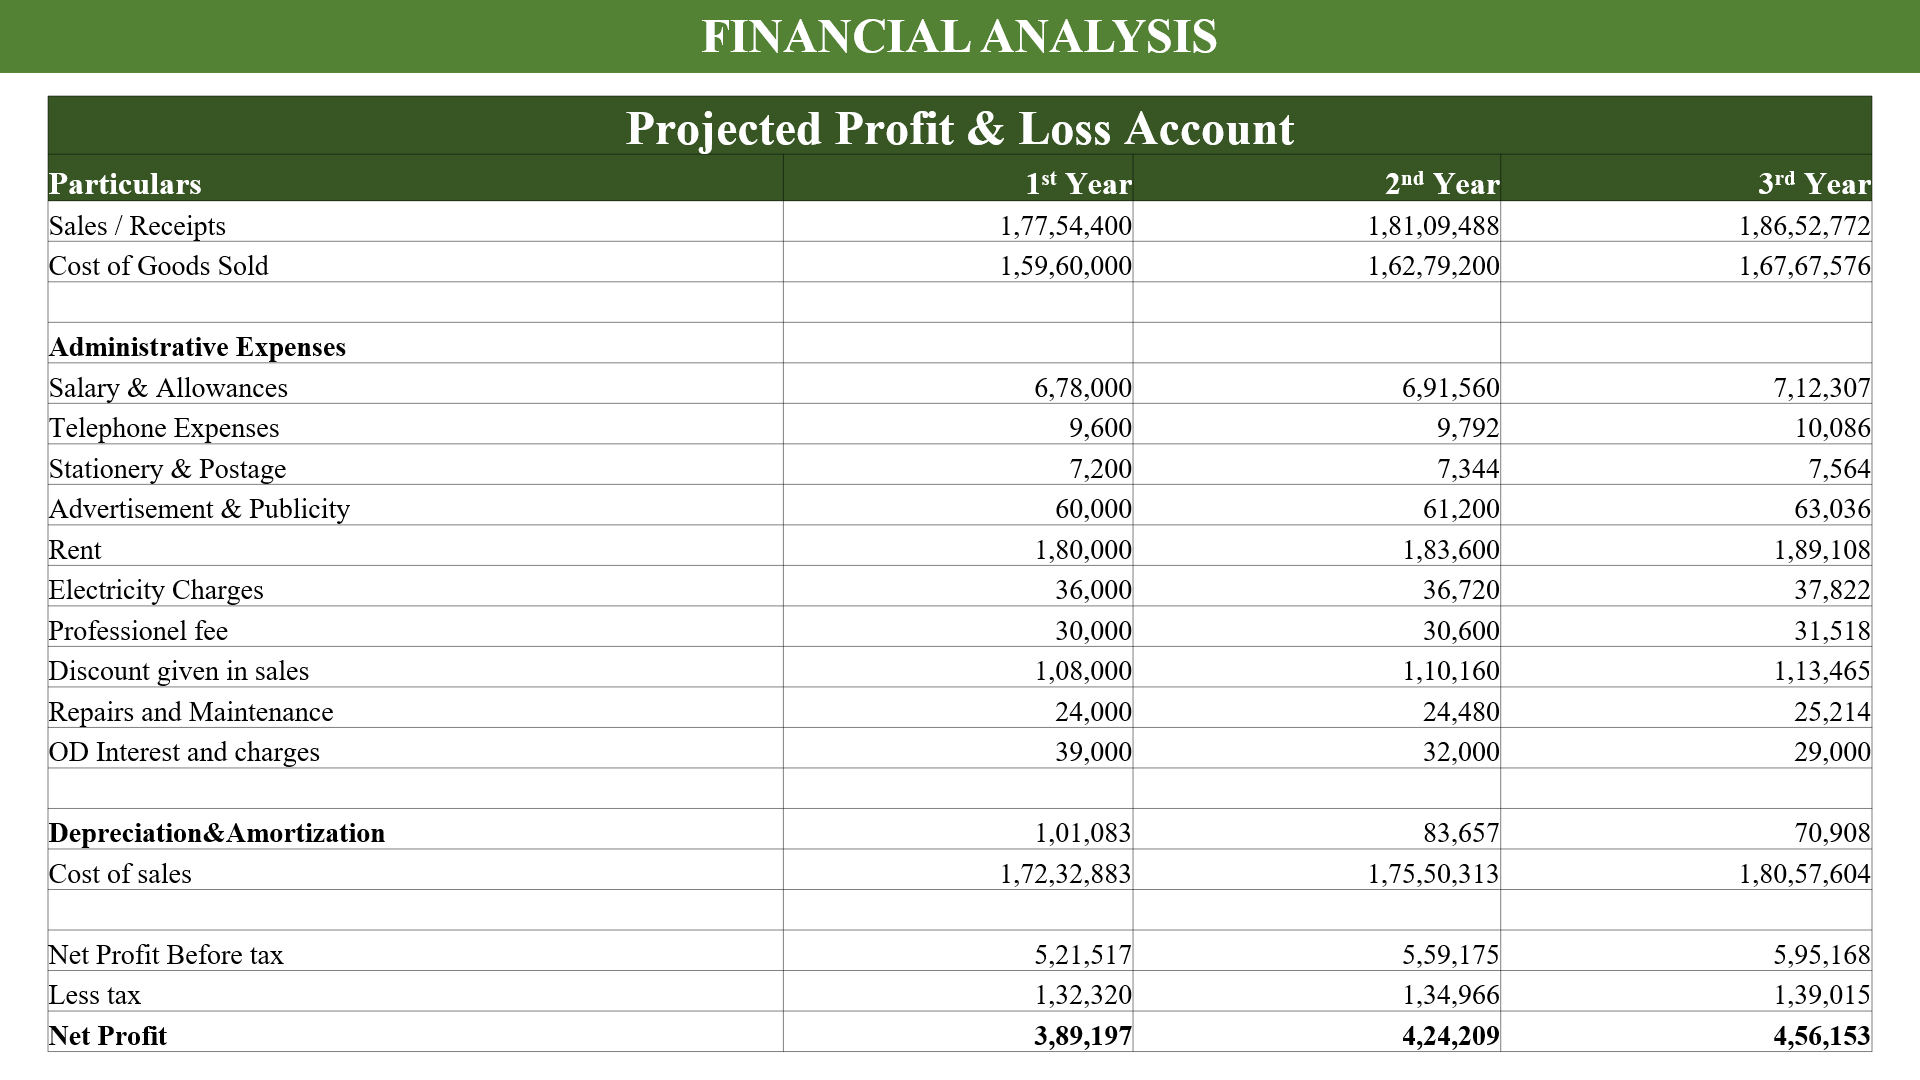 FINANCIAL ANALYSIS
Projected Profit & Loss Account
Particulars 1st Year 2nd Year 3rd Year
Sales / Receipts 1,77,54,400 1,81,09,488 1,86,52,772
Cost of Goods Sold 1,59,60,000 1,62,79,200 1,67,67,576
Administrative Expenses
Salary & Allowances 6,78,000 6,91,560 7,12,307
Telephone Expenses 9,600 9,792 10,086
Stationery & Postage 7,200 7,344 7,564
Advertisement & Publicity 60,000 61,200 63,036
Rent 1,80,000 1,83,600 1,89,108
Electricity Charges 36,000 36,720 37,822
Professionel fee 30,000 30,600 31,518
Discount given in sales 1,08,000 1,10,160 1,13,465
Repairs and Maintenance 24,000 24,480 25,214
OD Interest and charges 39,000 32,000 29,000
Depreciation&Amortization 1,01,083 83,657 70,908
Cost of sales 1,72,32,883 1,75,50,313 1,80,57,604
Net Profit Before tax 5,21,517 5,59,175 5,95,168
Less tax 1,32,320 1,34,966 1,39,015
Net Profit 3,89,197 4,24,209 4,56,153